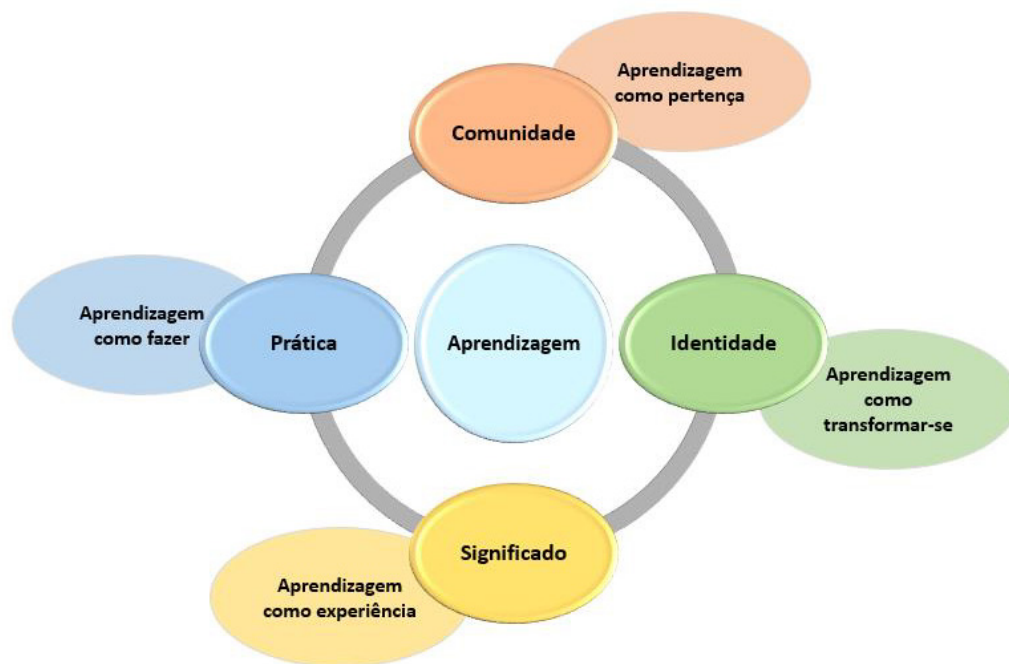 Aprendizagem
como pertença
Comunidade
Aprendizagem
como fazer
Prática
Aprendizagem
Identidade
Aprendizagem
como
transformar-se
Significado
Aprendizagem
como experiência